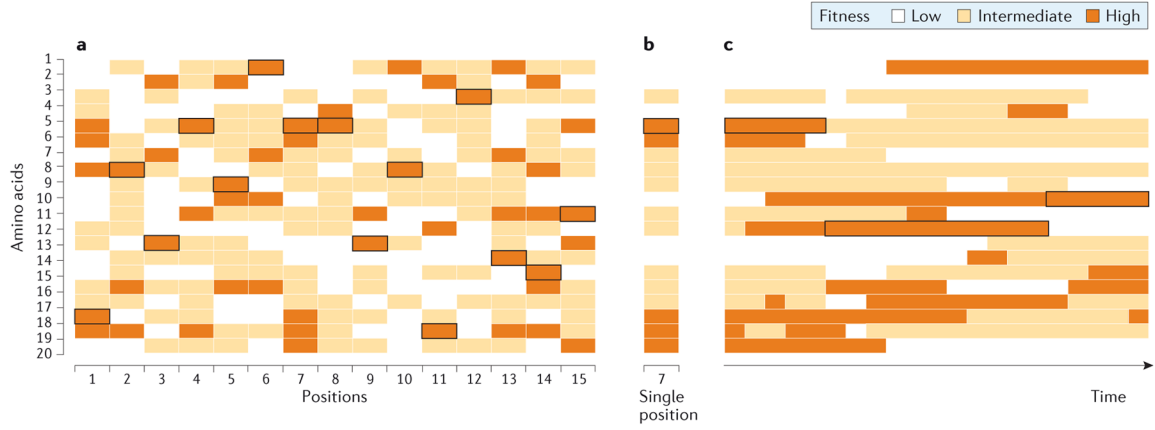 Fitness Low Intermediate High
a b c
Amino acids
1
2
3
4
5
6
7
8
9
10
11
12
13
14
15
16
17
18
19
20
1 2 3 4 5 6 7 8 9 10 11 12 13 14 15
Positions
7
Single
position
Time